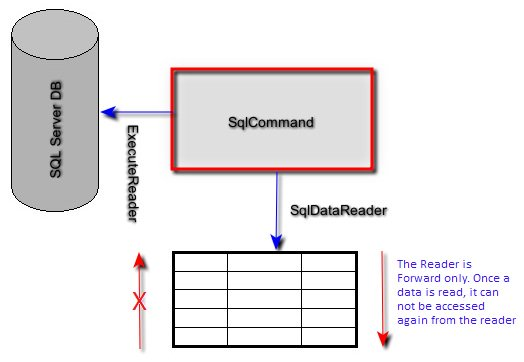 SQL Server DB
SqlCommand
ExecuteReader
SqlDataReader
X
The Reader is
Forward only. Once a
data is read, it can
not be accessed
again from the reader